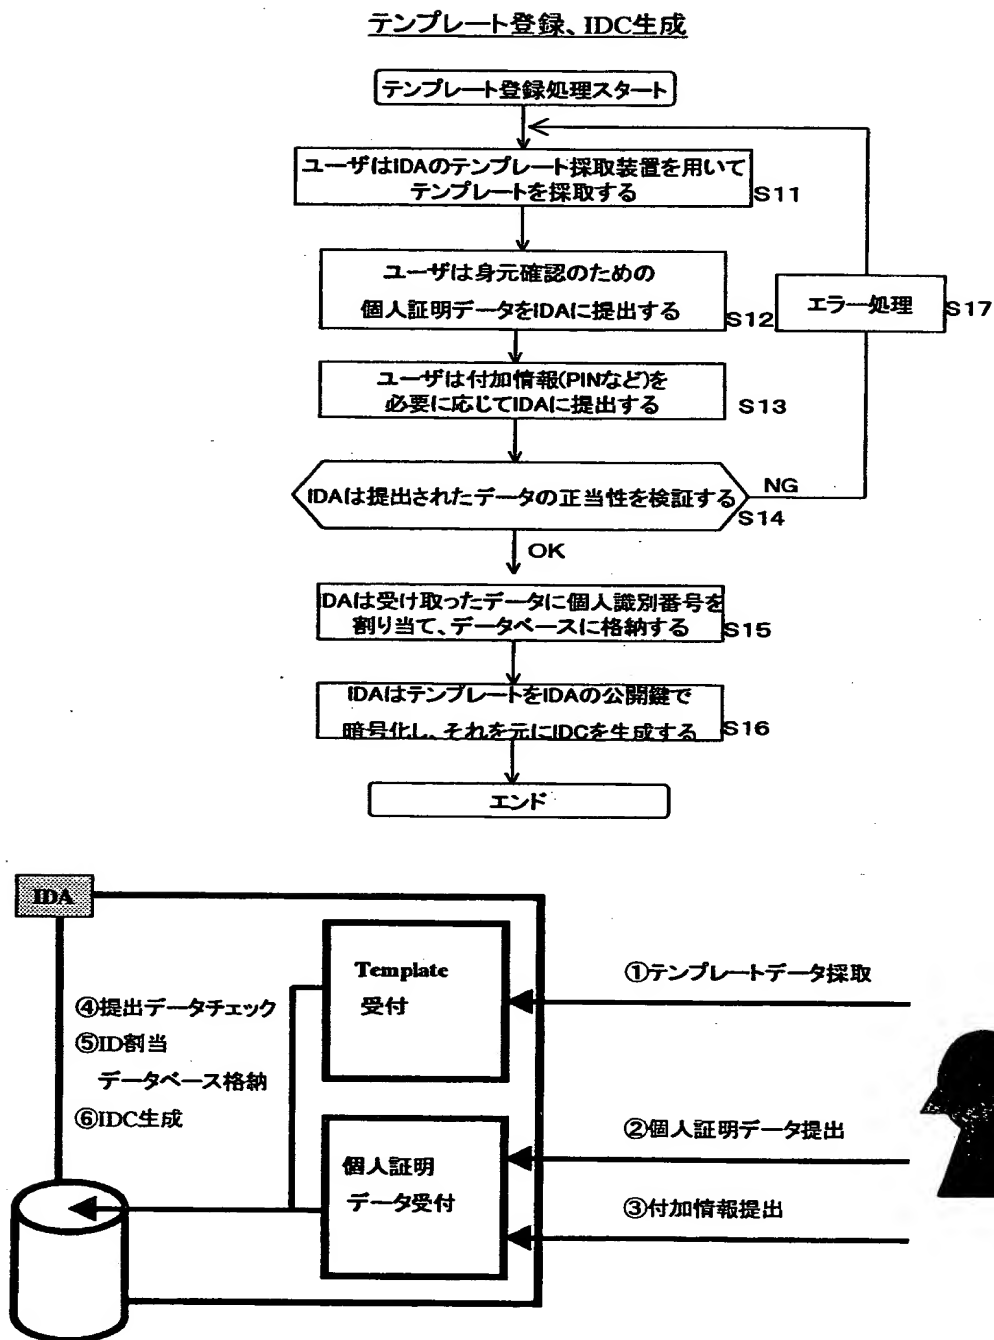 テンプレート登録、IDC生成
テンプレート登録処理スタート
ユーザはIDAのテンプレート採取装置を用いて
テンプレートを採取する
S11
ユーザは身元確認のための
個人証明データをIDAに提出する
S12
エラー処理
S17
ユーザは付加情報(PINなど)を
必要に応じてIDAに提出する
S13
IDAは提出されたデータの正当性を検証する
S14
NG
OK
IDAは受け取ったデータに個人識別番号を
割り当て、データベースに格納する
S15
IDAはテンプレートをIDAの公開鍵で
暗号化し、それを元にIDCを生成する
S16
エンド
IDA
Template
受付
①テンプレートデータ採取
④提出データチェック
⑤ID割当
データベース格納
⑥IDC生成
②個人証明データ提出
個人証明
データ受付
③付加情報提出